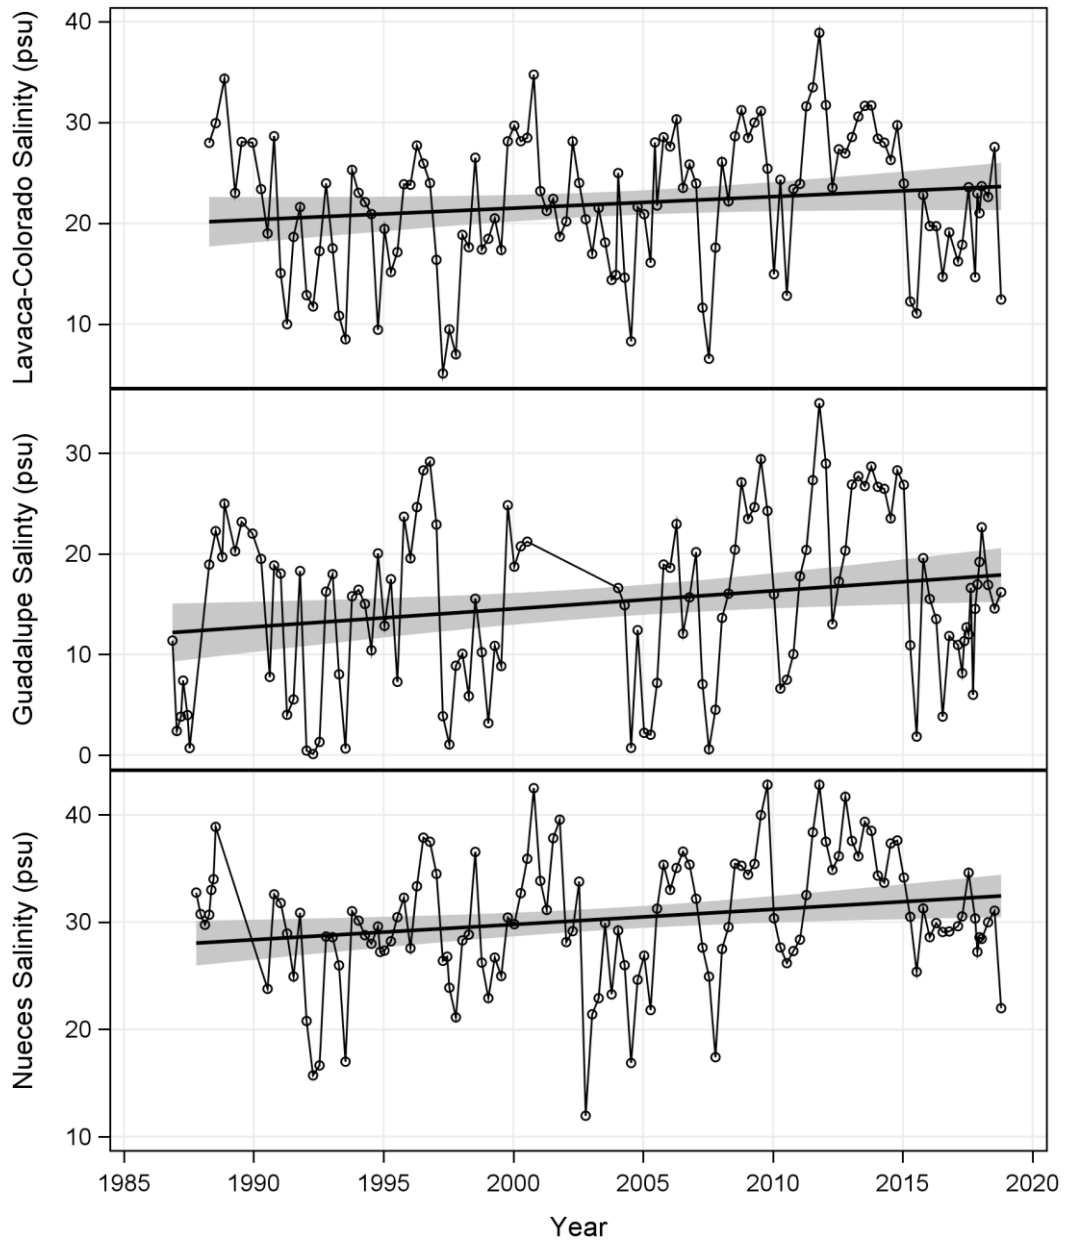 Lavaca-Colorado Salinity (psu)
40
30
20
10
Guadalupe Salinty (psu)
30
20
10
0
Nueces Salinity (psu)
40
30
20
10
1985 1990 1995 2000 2005 2010 2015 2020
Year